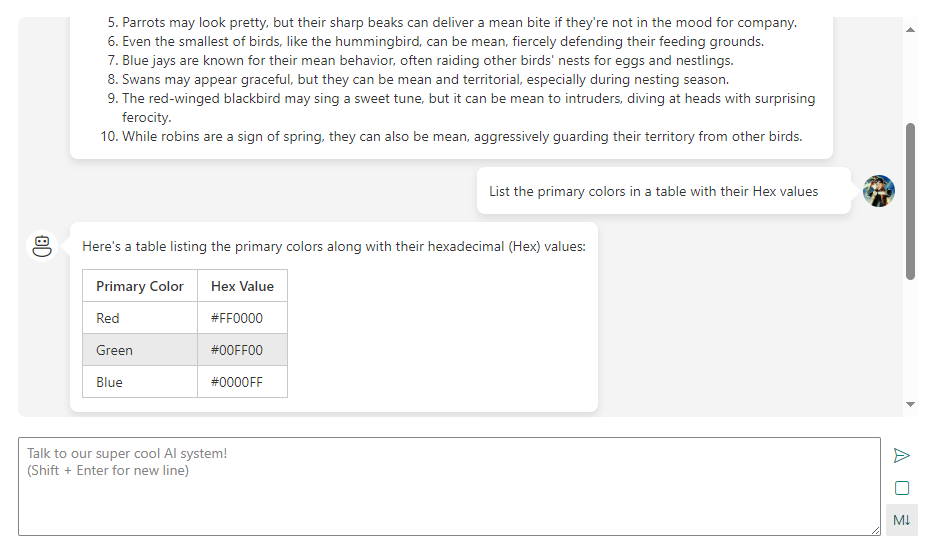 5. Parrots may look pretty, but their sharp beaks can deliver a mean bite if they're not in the mood for company.
6. Even the smallest of birds, like the hummingbird, can be mean, fiercely defending their feeding grounds.
7. Blue jays are known for their mean behavior, often raiding other birds' nests for eggs and nestlings.
8. Swans may appear graceful, but they can be mean and territorial, especially during nesting season.
9. The red-winged blackbird may sing a sweet tune, but it can be mean to intruders, diving at heads with surprising
ferocity.
10. While robins are a sign of spring, they can also be mean, aggressively guarding their territory from other birds.
List the primary colors in a table with their Hex values
Here's a table listing the primary colors along with their hexadecimal (Hex) values:
Primary Color Hex Value
Red #FF0000
Green #00FF00
Blue #0000FF
Talk to our super cool AI system!
(Shift + Enter for new line)
M↓